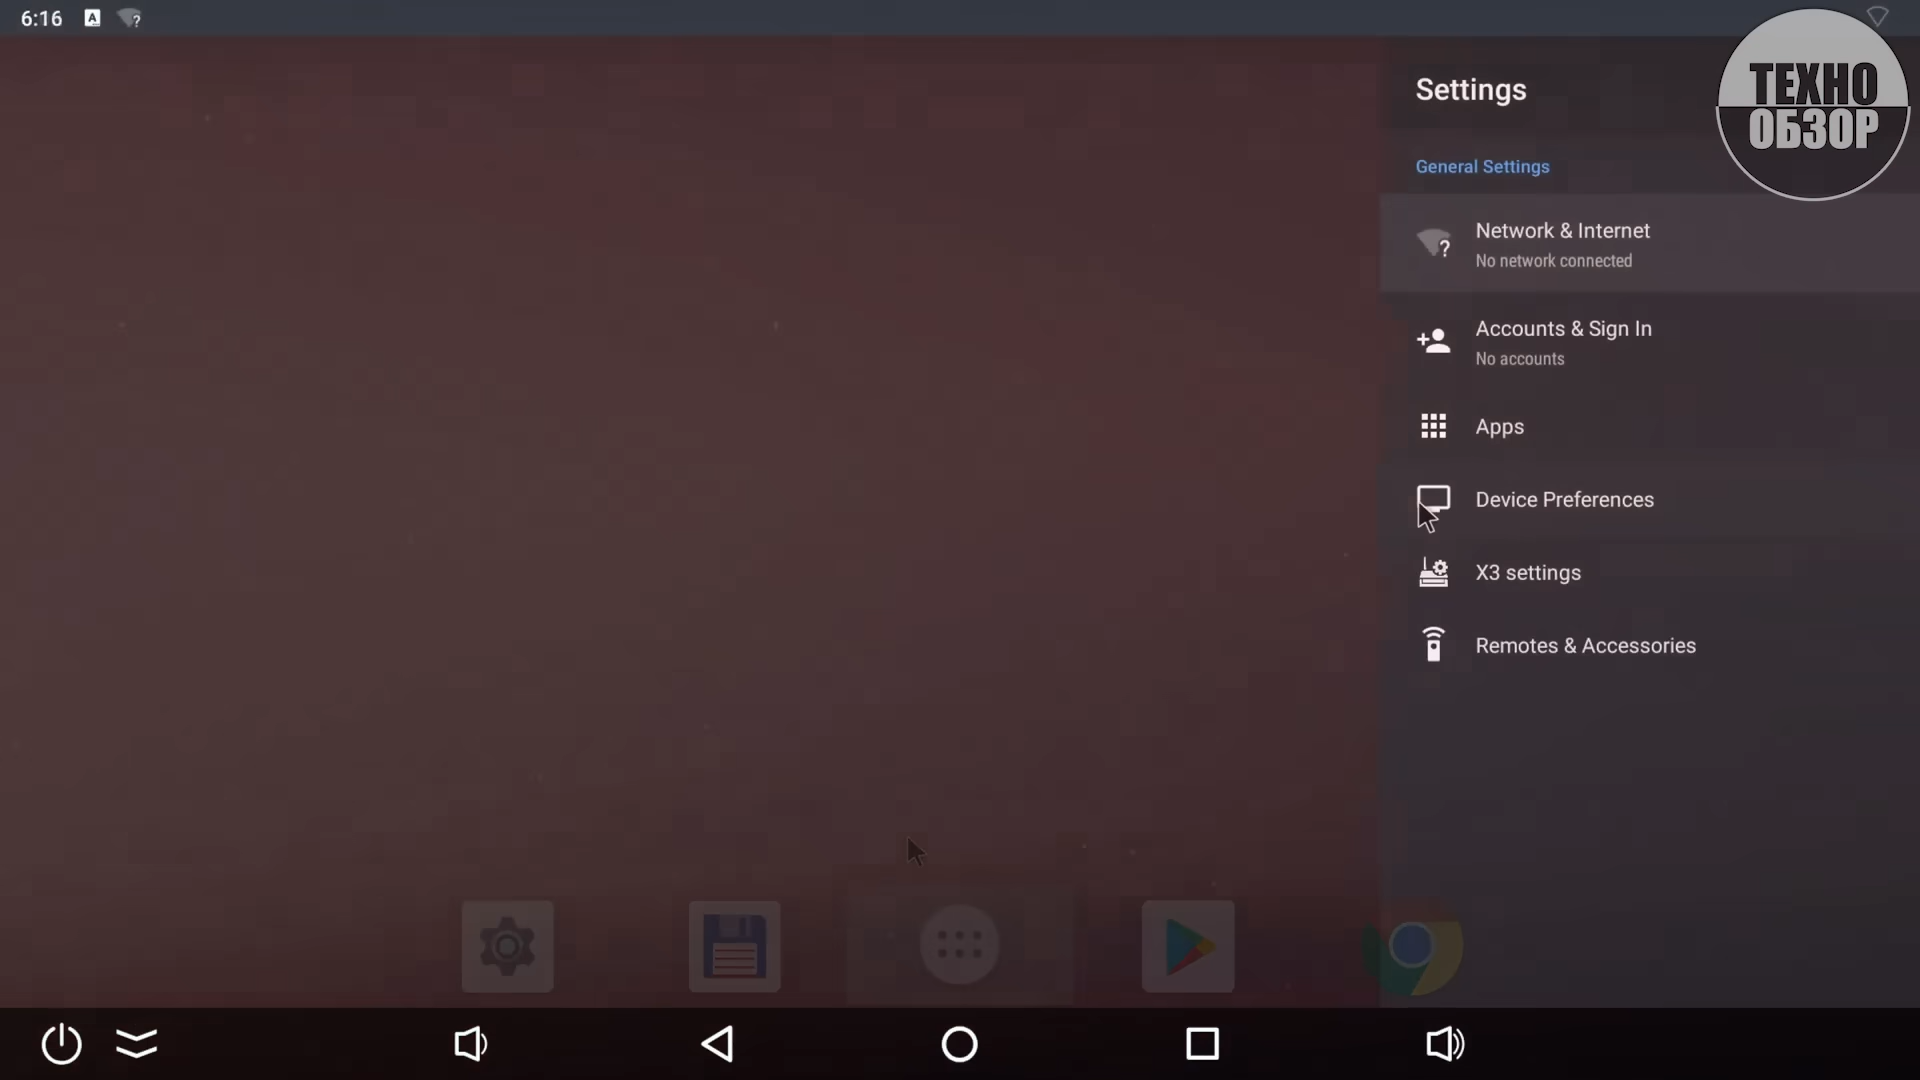 6:16
A
?
Settings
ТЕХНО
ОБЗОР
General Settings
?
Network & Internet
No network connected
Accounts & Sign In
No accounts
Apps
Device Preferences
X3 settings
Remotes & Accessories